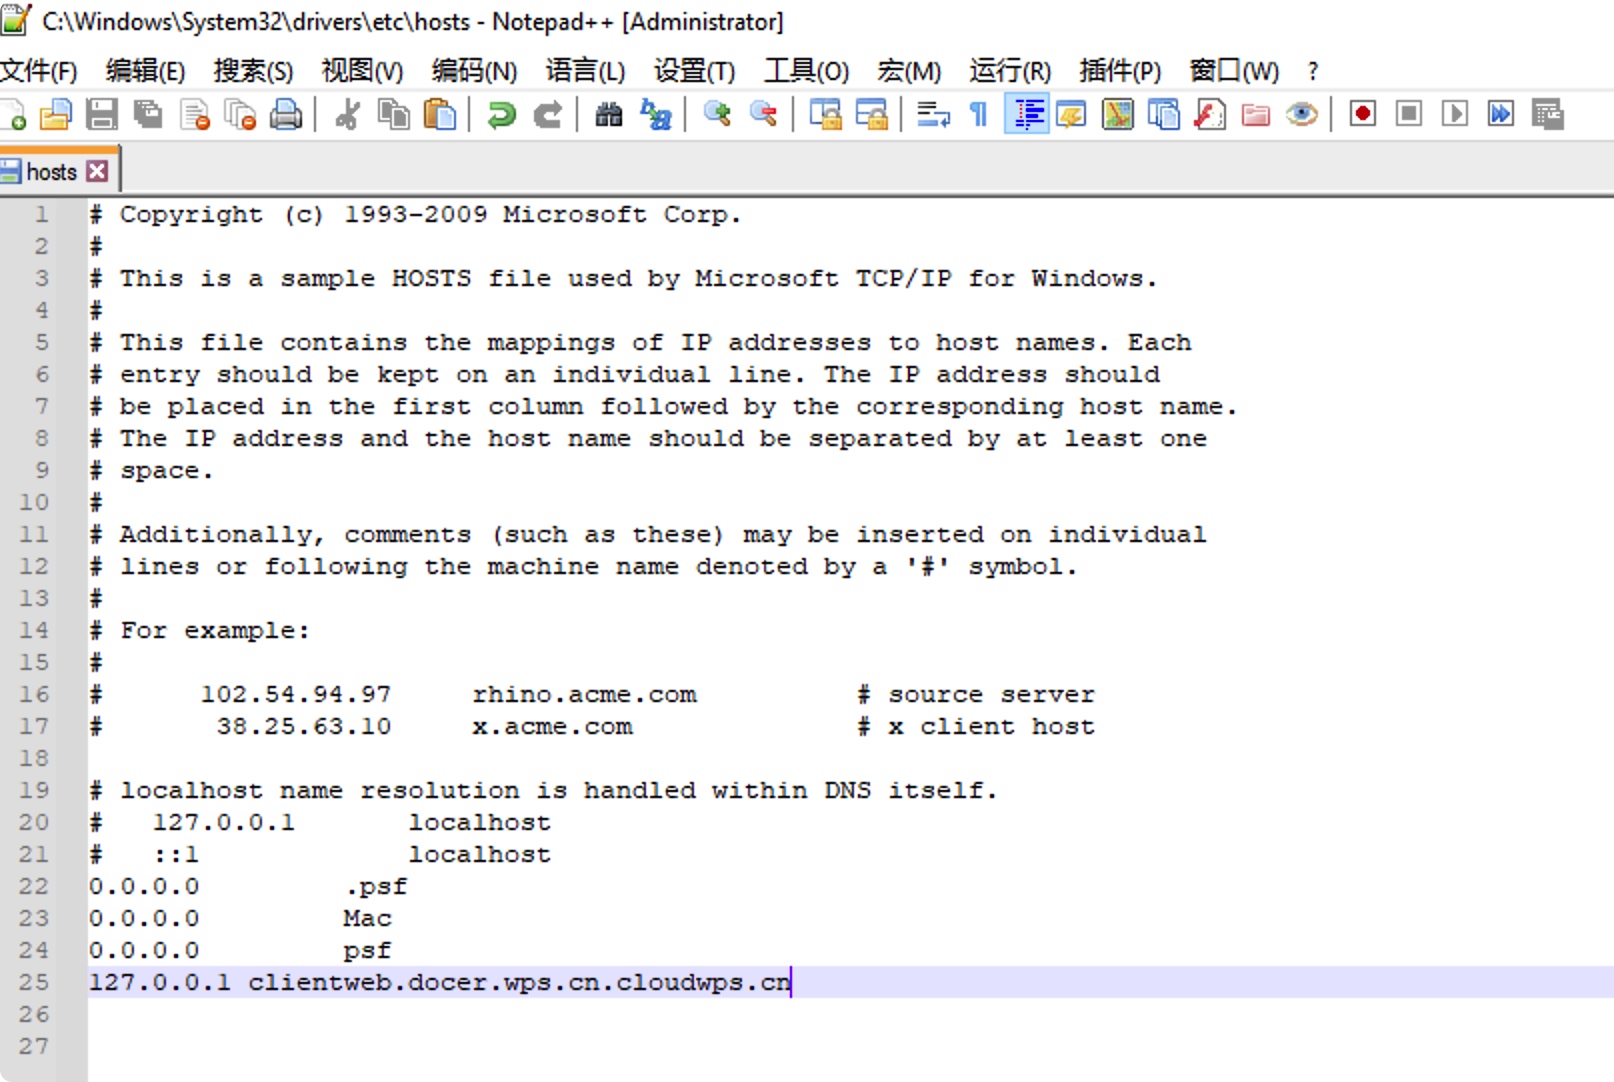 C:\Windows\System32\drivers\etc\hosts - Notepad++ [Administrator]
文件(F) 编辑(E) 搜索(S) 视图(V) 编码(N) 语言(L) 设置(T) 工具(O) 宏(M) 运行(R) 插件(P) 窗口(W) ?
hosts
1 # Copyright (c) 1993-2009 Microsoft Corp.
2 #
3 # This is a sample HOSTS file used by Microsoft TCP/IP for Windows.
4 #
5 # This file contains the mappings of IP addresses to host names. Each
6 # entry should be kept on an individual line. The IP address should
7 # be placed in the first column followed by the corresponding host name.
8 # The IP address and the host name should be separated by at least one
9 # space.
10 #
11 # Additionally, comments (such as these) may be inserted on individual
12 # lines or following the machine name denoted by a '#' symbol.
13 #
14 # For example:
15 #
16 #      102.54.94.97     rhino.acme.com          # source server
17 #       38.25.63.10     x.acme.com              # x client host
18
19 # localhost name resolution is handled within DNS itself.
20 #   127.0.0.1       localhost
21 #   ::1             localhost
22 0.0.0.0         .psf
23 0.0.0.0         Mac
24 0.0.0.0         psf
25 127.0.0.1 clientweb.docer.wps.cn.cloudwps.cn
26
27